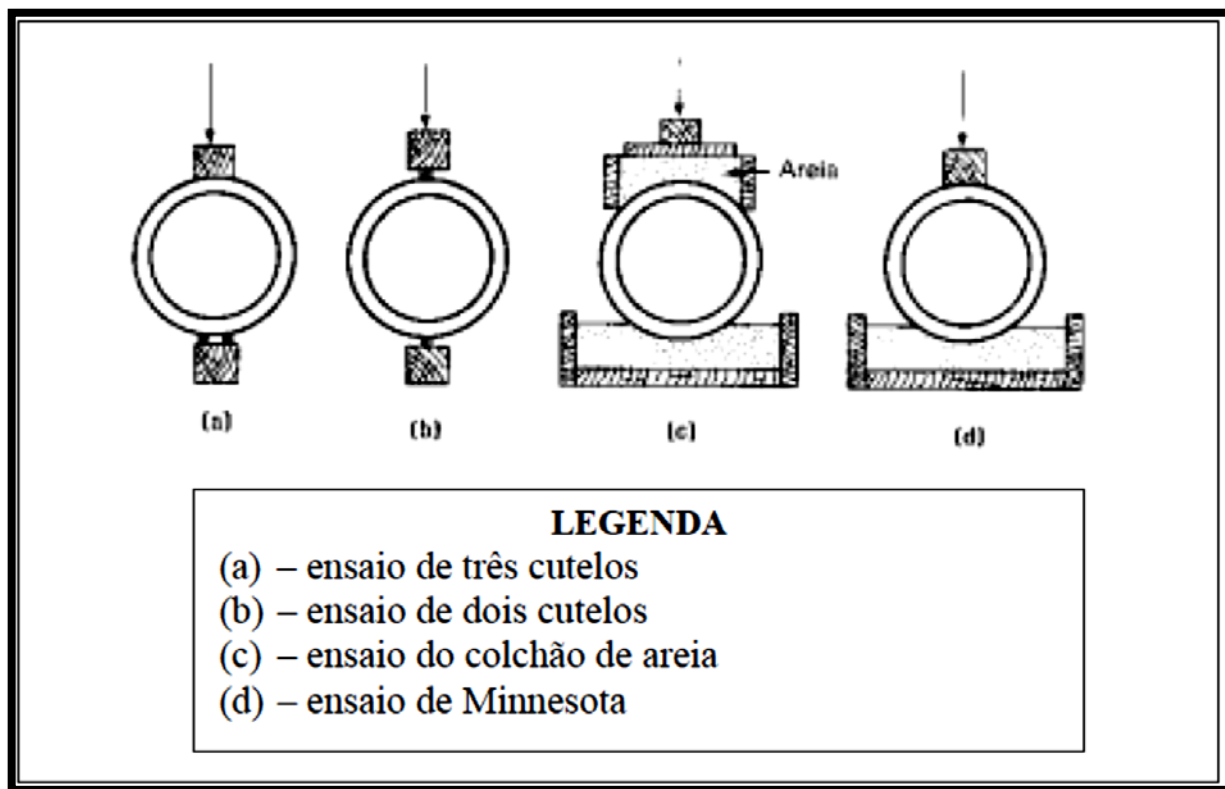 Areia
(a) (b) (c) (d)
LEGENDA
(a) – ensaio de três cutelos
(b) – ensaio de dois cutelos
(c) – ensaio do colchão de areia
(d) – ensaio de Minnesota